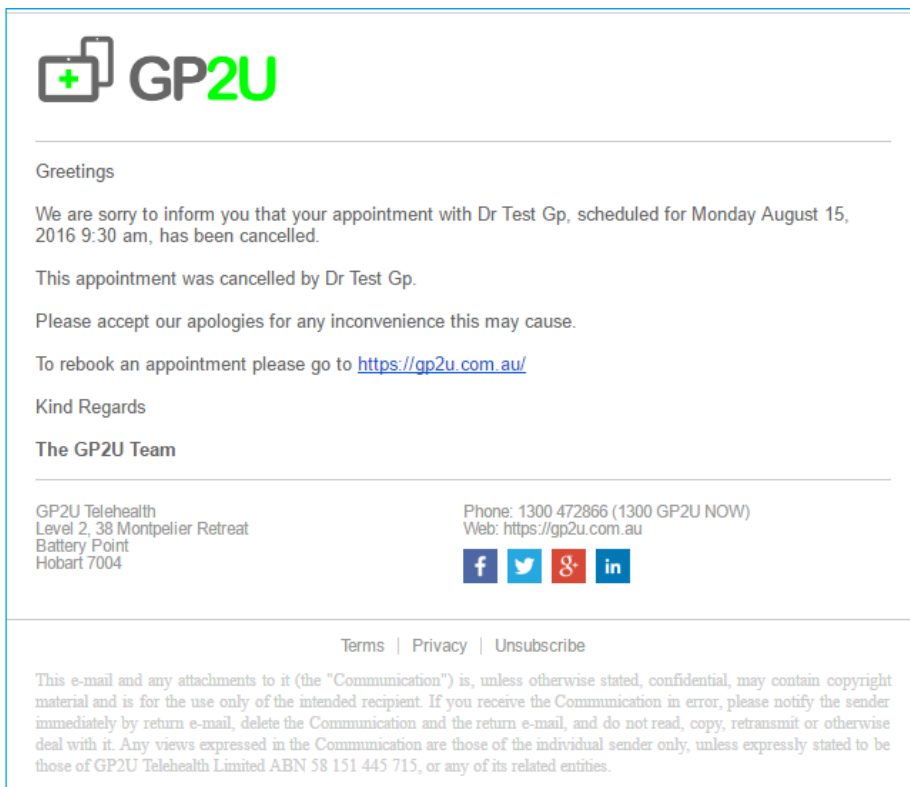 GP2U
Greetings
We are sorry to inform you that your appointment with Dr Test Gp, scheduled for Monday August 15,
2016 9:30 am, has been cancelled.
This appointment was cancelled by Dr Test Gp.
Please accept our apologies for any inconvenience this may cause.
To rebook an appointment please go to https://gp2u.com.au/
Kind Regards
The GP2U Team
GP2U Telehealth
Level 2, 38 Montpelier Retreat
Battery Point
Hobart 7004
Phone: 1300 472866 (1300 GP2U NOW)
Web: https://gp2u.com.au
f 8+ in
Terms | Privacy | Unsubscribe
This e-mail and any attachments to it (the "Communication") is, unless otherwise stated, confidential, may contain copyright
material and is for the use only of the intended recipient. If you receive the Communication in error, please notify the sender
immediately by return e-mail, delete the Communication and the return e-mail, and do not read, copy, retransmit or otherwise
deal with it. Any views expressed in the Communication are those of the individual sender only, unless expressly stated to be
those of GP2U Telehealth Limited ABN 58 151 445 715, or any of its related entities.